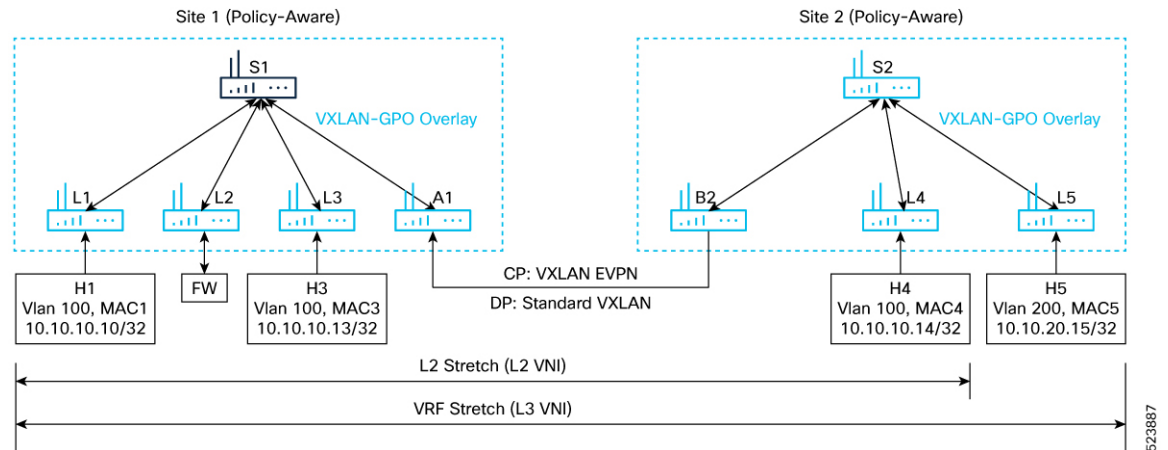 Site 1 (Policy-Aware)
Site 2 (Policy-Aware)
S1
S2
VXLAN-GPO Overlay
VXLAN-GPO Overlay
L1
L2
L3
A1
B2
L4
L5
H1
Vlan 100, MAC1
10.10.10.10/32
FW
H3
Vlan 100, MAC3
10.10.10.13/32
CP: VXLAN EVPN
DP: Standard VXLAN
H4
Vlan 100, MAC4
10.10.10.14/32
H5
Vlan 200, MAC5
10.10.20.15/32
L2 Stretch (L2 VNI)
VRF Stretch (L3 VNI)
523887